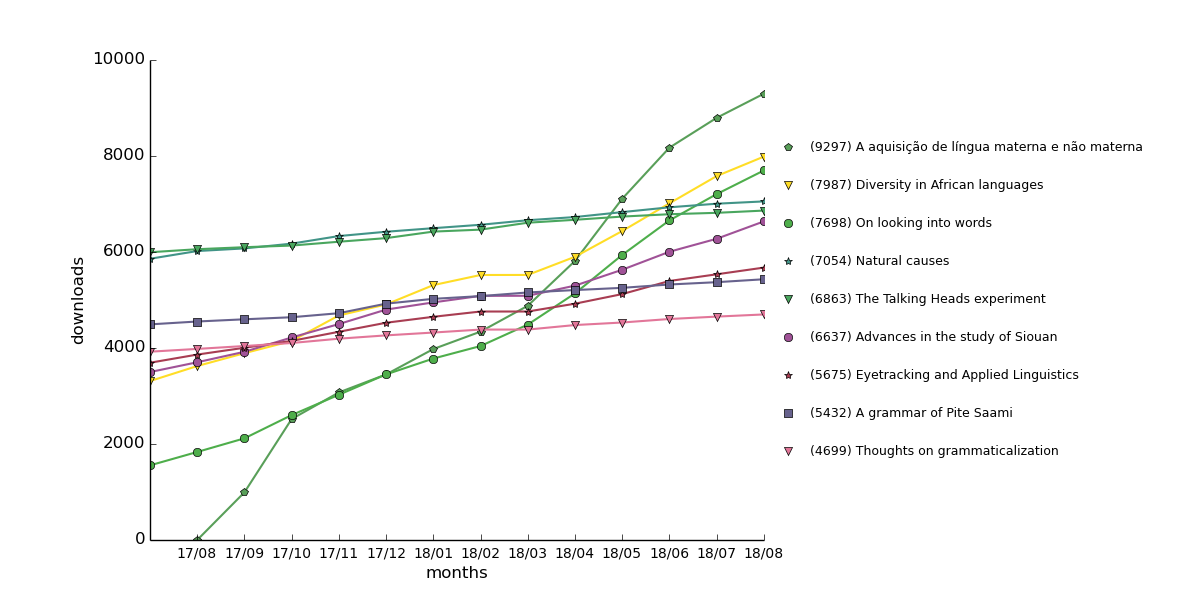 10000
8000
6000
4000
2000
0
downloads
17/08 17/09 17/10 17/11 17/12 18/01 18/02 18/03 18/04 18/05 18/06 18/07 18/08
months
(9297) A aquisição de língua materna e não materna
(7987) Diversity in African languages
(7698) On looking into words
(7054) Natural causes
(6863) The Talking Heads experiment
(6637) Advances in the study of Siouan
(5675) Eyetracking and Applied Linguistics
(5432) A grammar of Pite Saami
(4699) Thoughts on grammaticalization